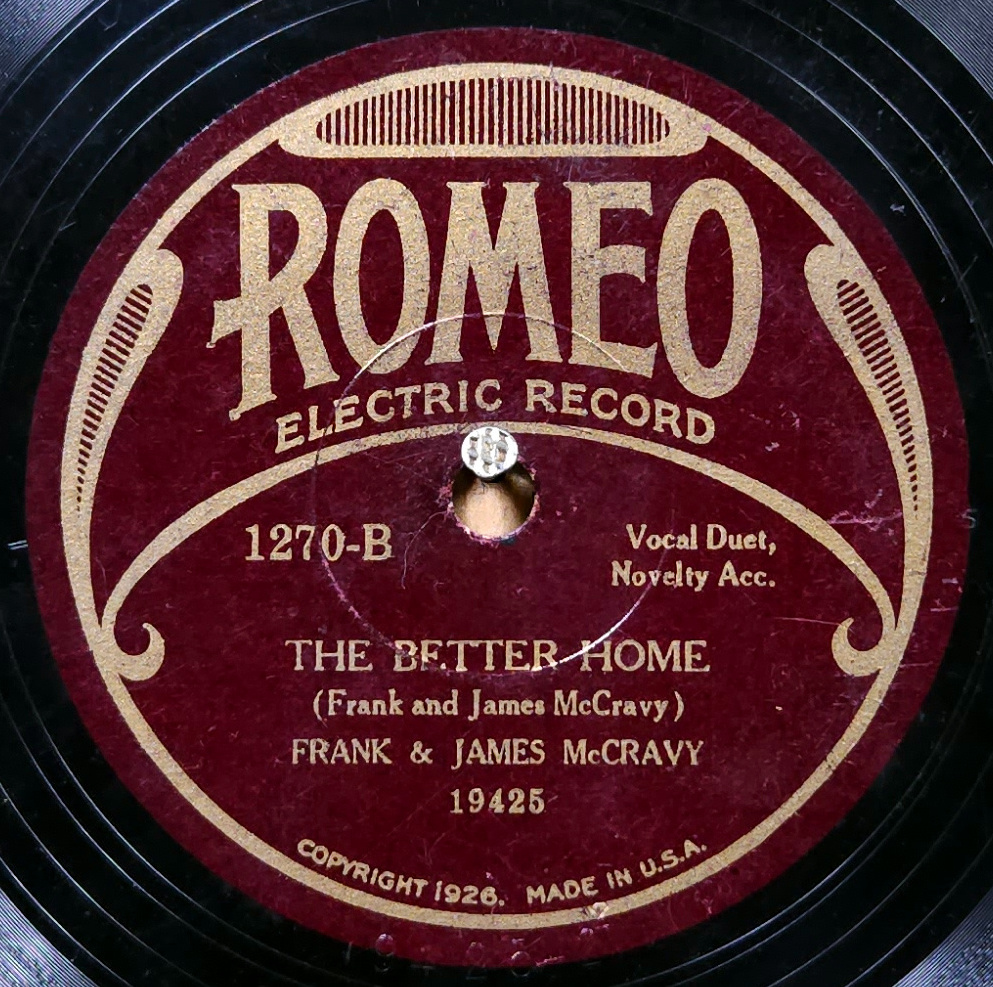 ROMEO
ELECTRIC RECORD
1270-B
Vocal Duet,
Novelty Acc.
THE BETTER HOME
(Frank and James McCravy)
FRANK & JAMES McCRAVY
19425
COPYRIGHT 1926. MADE IN U.S.A.